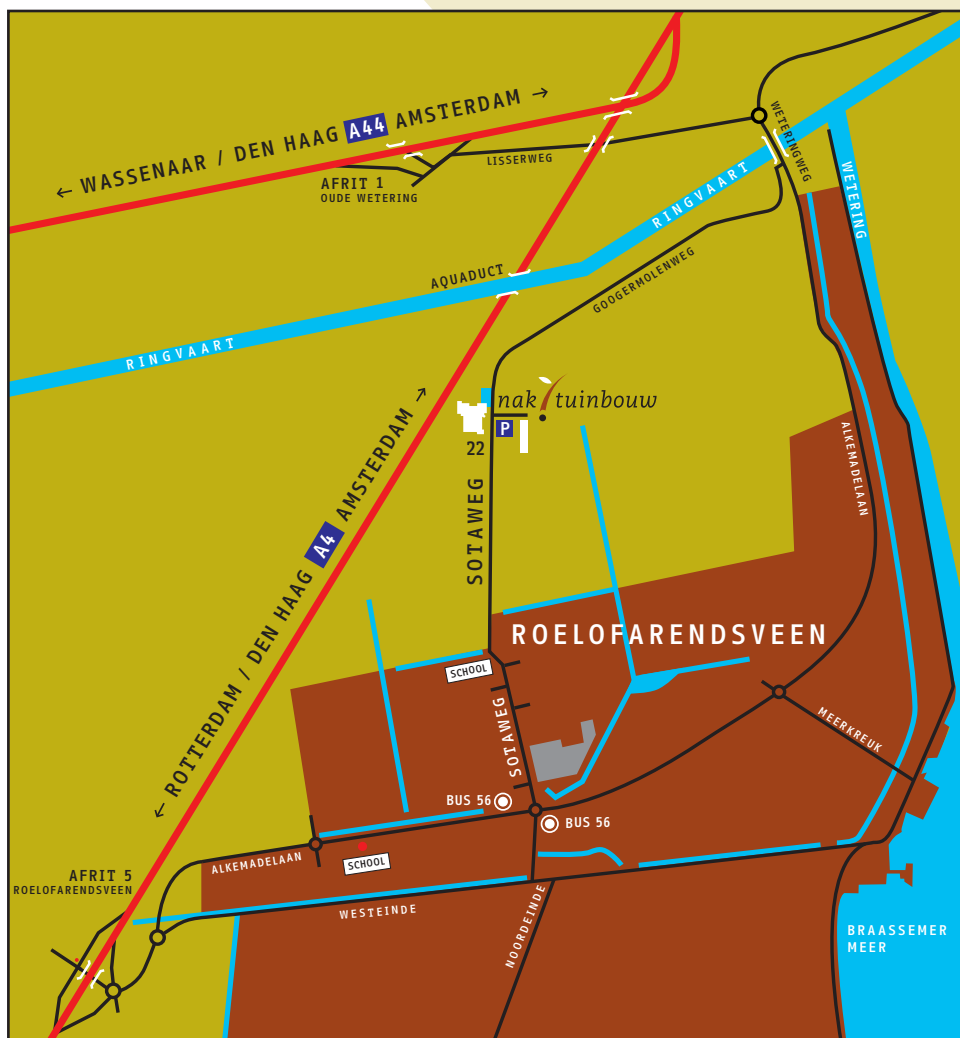 ← WASSENAAR / DEN HAAG A44 AMSTERDAM →
LISSERWEG
AFRIT 1
OUDE WETERING
WETERINGWEG
WETERING
RINGVAART
AQUADUCT
GOOGERMOLENWEG
RINGVAART
nak tuinbouw
P
22
SOTAWEG
← ROTTERDAM / DEN HAAG A4 AMSTERDAM →
ALKEMADELAAN
ROELOFARENDSVEEN
SCHOOL
SOTAWEG
MEERKREUK
BUS 56
BUS 56
ALKEMADELAAN
SCHOOL
AFRIT 5
ROELOFARENDSVEEN
WESTEINDE
NOORDEINDE
BRAASSEMER
MEER